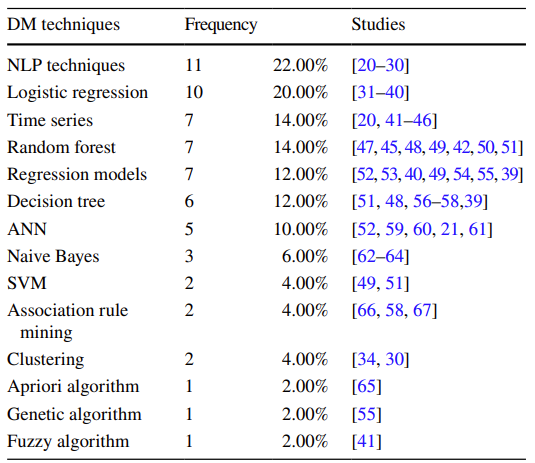 DM techniques Frequency Studies
NLP techniques 11 22.00% [20–30]
Logistic regression 10 20.00% [31–40]
Time series 7 14.00% [20, 41–46]
Random forest 7 14.00% [47, 45, 48, 49, 42, 50, 51]
Regression models 7 12.00% [52, 53, 40, 49, 54, 55, 39]
Decision tree 6 12.00% [51, 48, 56–58,39]
ANN 5 10.00% [52, 59, 60, 21, 61]
Naive Bayes 3 6.00% [62–64]
SVM 2 4.00% [49, 51]
Association rule 2 4.00% [66, 58, 67]
mining
Clustering 2 4.00% [34, 30]
Apriori algorithm 1 2.00% [65]
Genetic algorithm 1 2.00% [55]
Fuzzy algorithm 1 2.00% [41]